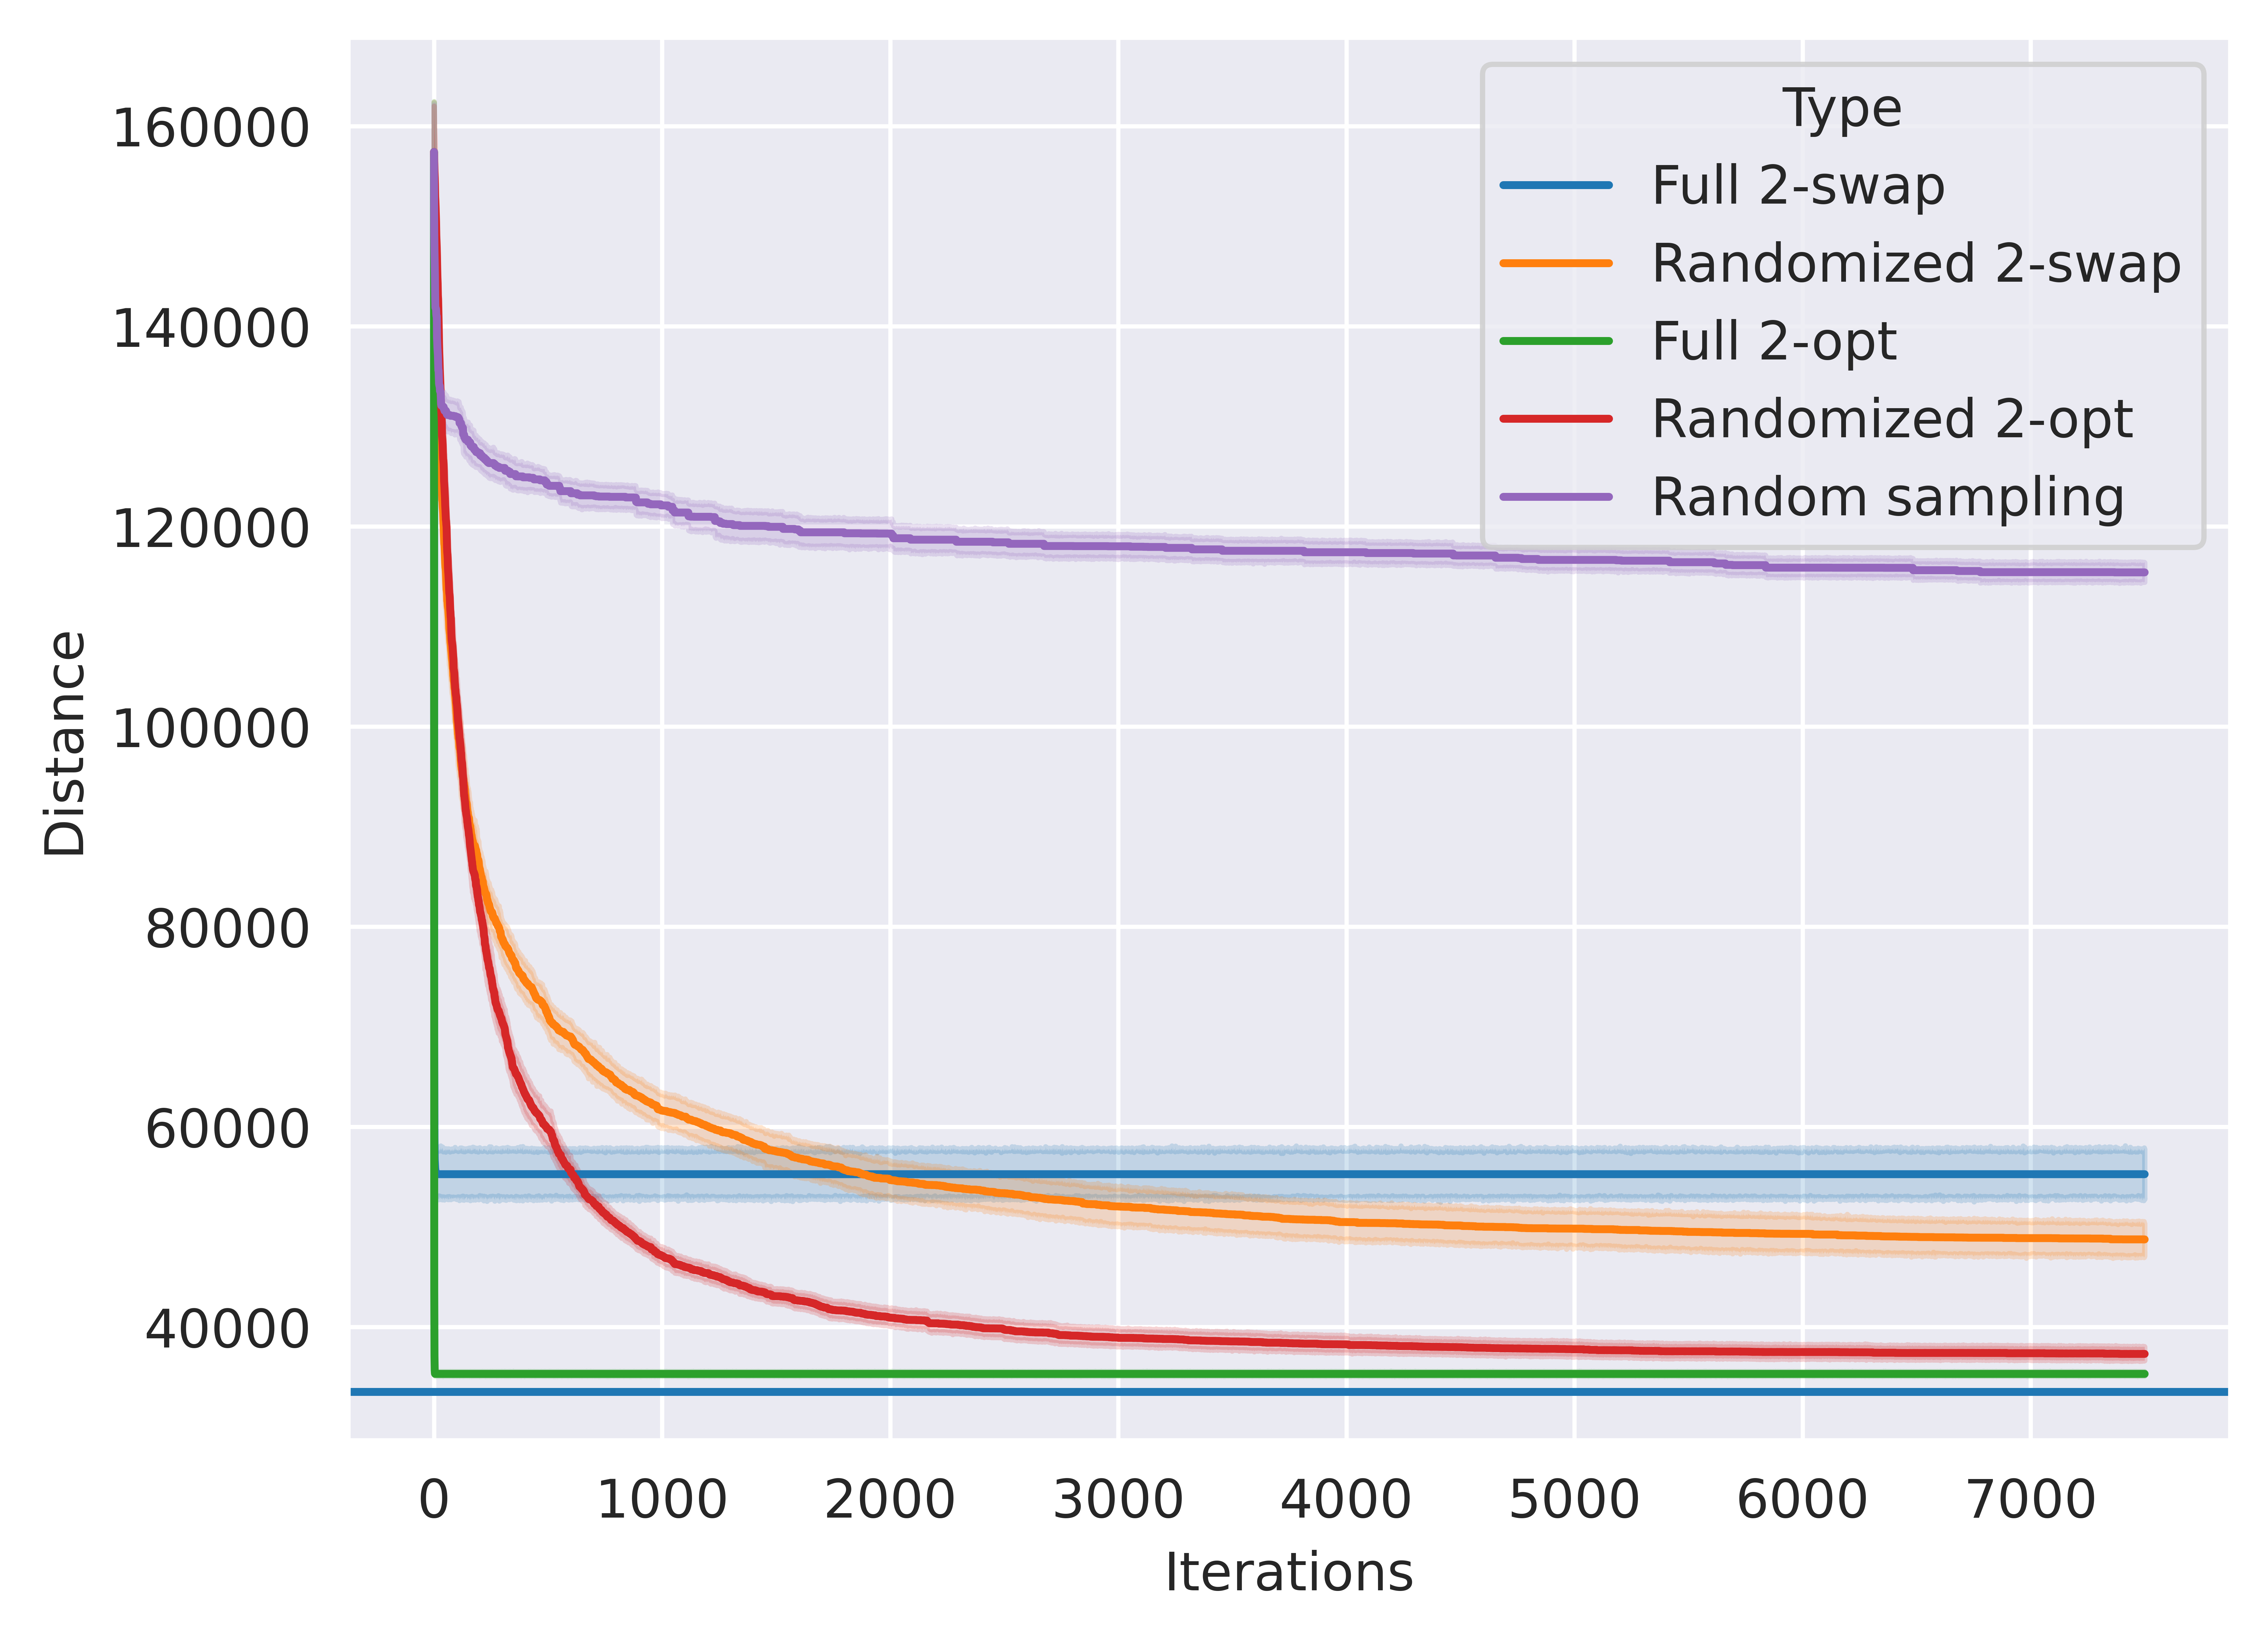 Type
Full 2-swap
Randomized 2-swap
Full 2-opt
Randomized 2-opt
Random sampling
160000
140000
120000
100000
80000
60000
40000
Distance
0 1000 2000 3000 4000 5000 6000 7000
Iterations